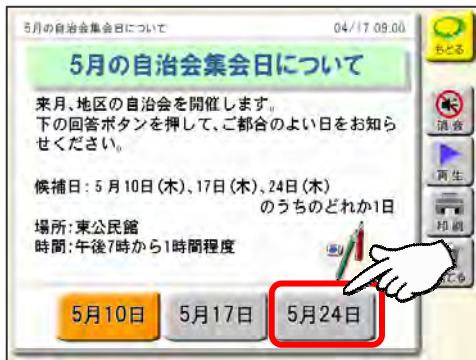 5月の自治会集会日について
04/17 09:00
もどる
5月の自治会集会日について
来月、地区の自治会を開催します。
下の回答ボタンを押して、ご都合のよい日をお知ら
せください。
消音
再生
候補日：5月10日(木)、17日(木)、24日(木)
のうちのどれか1日
印刷
場所:東公民館
時間:午後7時から1時間程度
5月10日
5月17日
5月24日